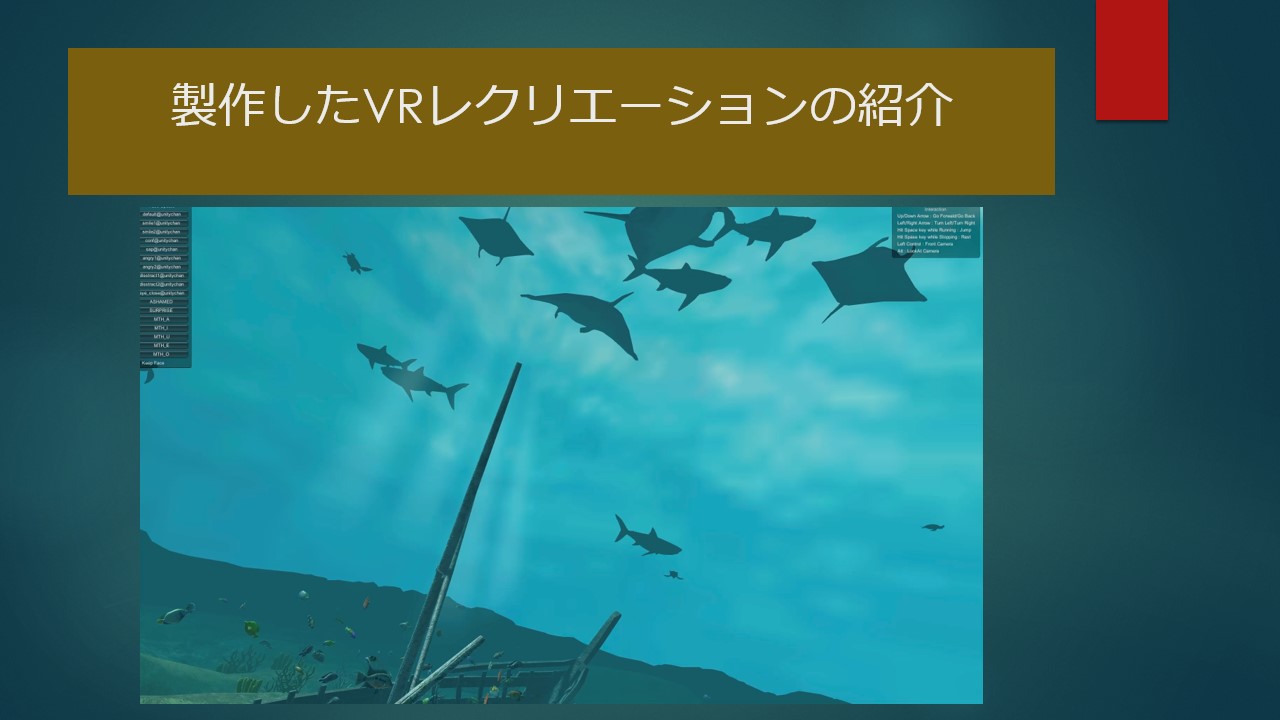 製作したVRレクリエーションの紹介
default@unitychan
smile1@unitychan
smile2@unitychan
conf@unitychan
sap@unitychan
angry1@unitychan
angry2@unitychan
disstract1@unitychan
disstract2@unitychan
eye_close@unitychan
ASHAMED
SURPRISE
MTH_A
MTH_I
MTH_U
MTH_E
MTH_O
Keep Face
Interaction
Up/Down Arrow : Go Forward/Go Back
Left/Right Arrow : Turn Left/Turn Right
Hit Space key while Running : Jump
Hit Space key while Stopping : Rest
Left Control : Front Camera
Alt : LookAt Camera